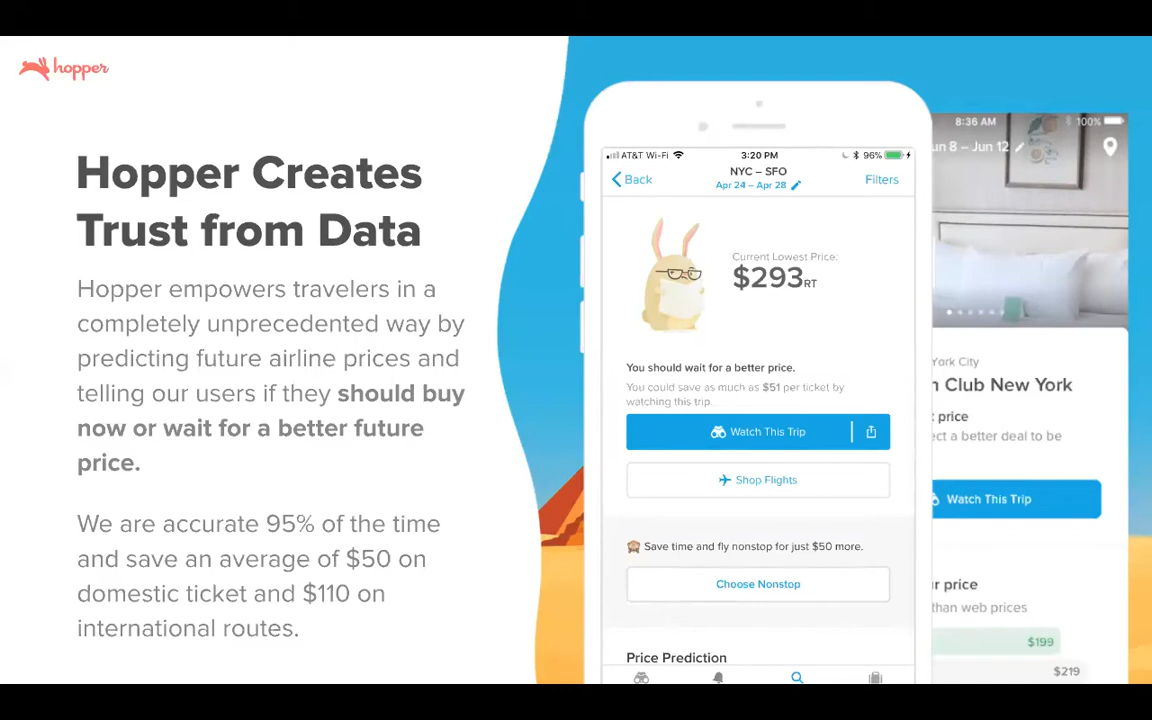 hopper
Hopper Creates
Trust from Data
Hopper empowers travelers in a
completely unprecedented way by
predicting future airline prices and
telling our users if they should buy
now or wait for a better future
price.
We are accurate 95% of the time
and save an average of $50 on
domestic ticket and $110 on
international routes.
AT&T Wi-Fi 3:20 PM 96%
Back NYC – SFO Filters
Apr 24 – Apr 28
Current Lowest Price:
$293RT
You should wait for a better price.
You could save as much as $51 per ticket by
watching this trip.
Watch This Trip
Shop Flights
Save time and fly nonstop for just $50 more.
Choose Nonstop
Price Prediction
8:36 AM 100%
un 8 – Jun 12
York City
Club New York
price
ect a better deal to be
Watch This Trip
r price
than web prices
$199
$219